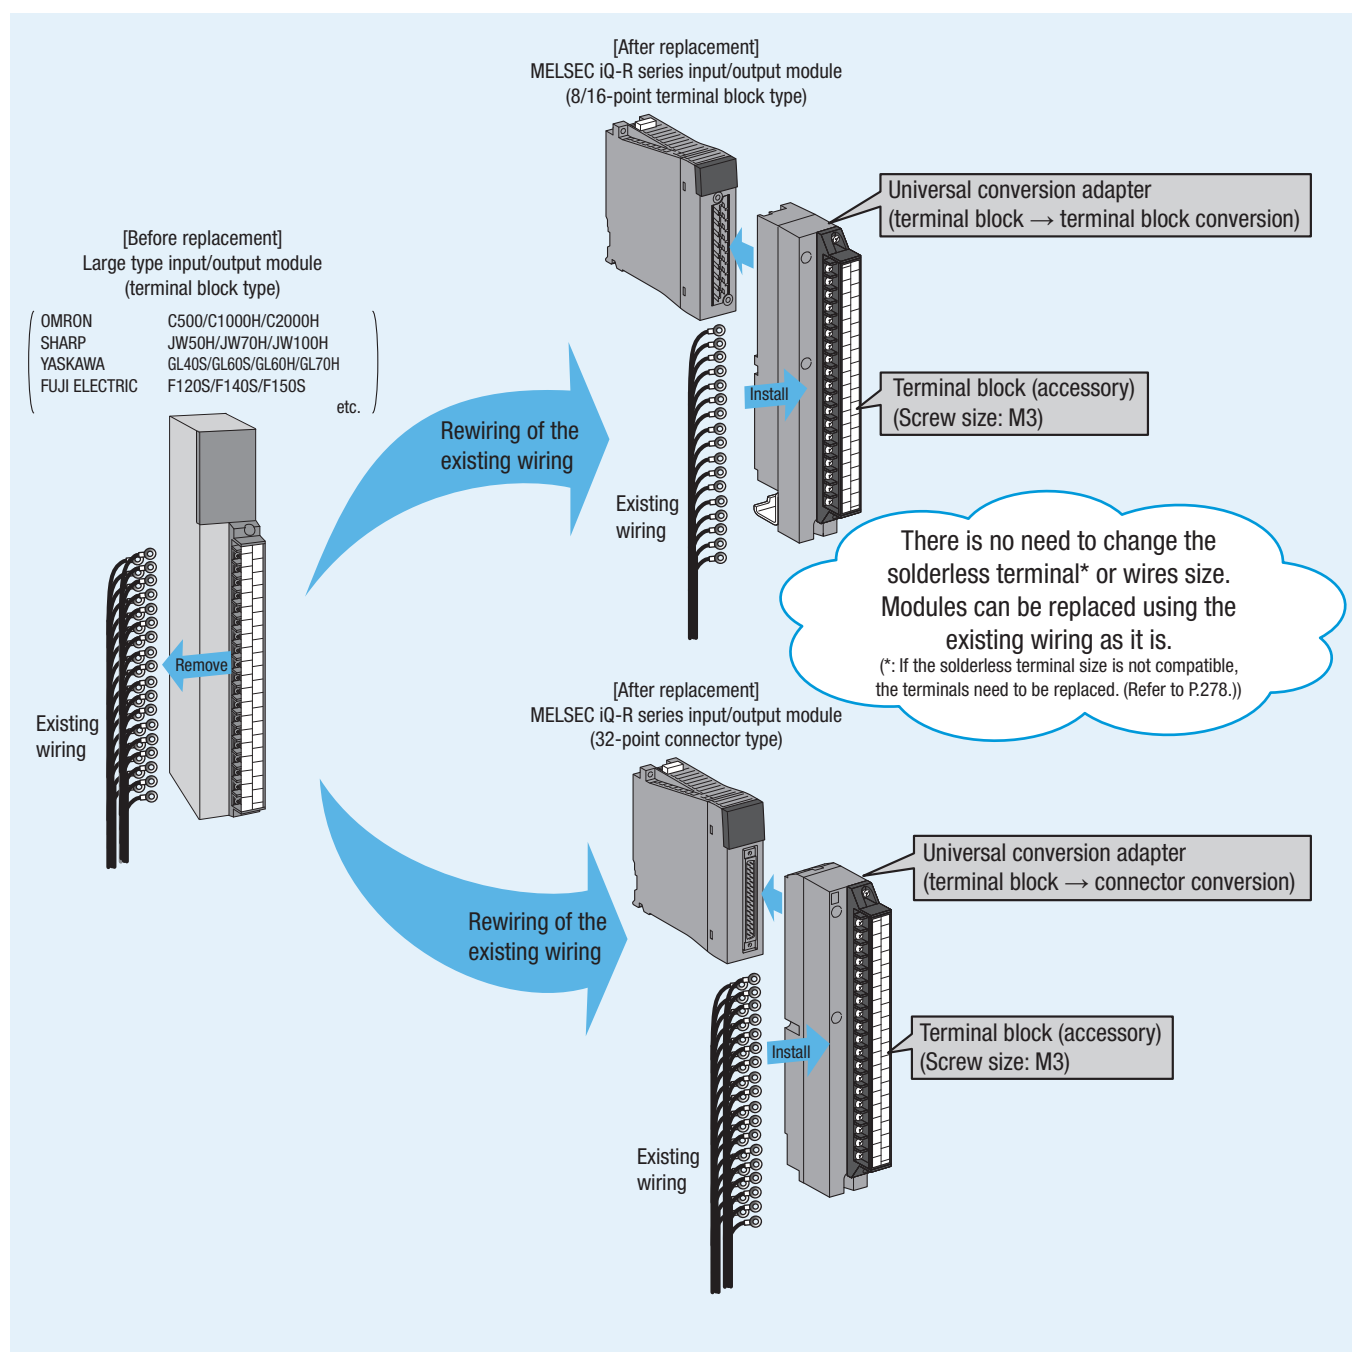 [After replacement]
MELSEC iQ-R series input/output module
(8/16-point terminal block type)
Universal conversion adapter
(terminal block → terminal block conversion)
[Before replacement]
Large type input/output module
(terminal block type)
OMRON C500/C1000H/C2000H
SHARP JW50H/JW70H/JW100H
YASKAWA GL40S/GL60S/GL60H/GL70H
FUJI ELECTRIC F120S/F140S/F150S
etc.
Install
Terminal block (accessory)
(Screw size: M3)
Rewiring of the
existing wiring
Existing
wiring
There is no need to change the
solderless terminal* or wires size.
Modules can be replaced using the
existing wiring as it is.
(*: If the solderless terminal size is not compatible,
the terminals need to be replaced. (Refer to P.278.))
Remove
Existing
wiring
[After replacement]
MELSEC iQ-R series input/output module
(32-point connector type)
Universal conversion adapter
(terminal block → connector conversion)
Rewiring of the
existing wiring
Install
Terminal block (accessory)
(Screw size: M3)
Existing
wiring